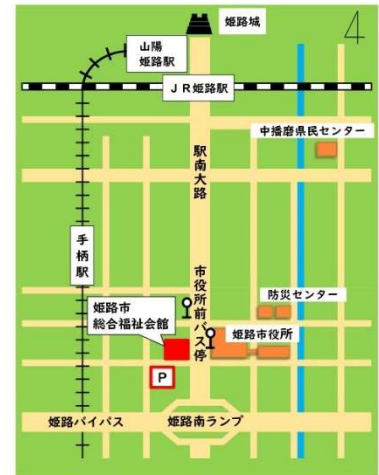 姫路城
山陽
姫路駅
JR姫路駅
中播磨県民センター
駅南大路
手柄駅
市役所前バス停
防災センター
姫路市
総合福祉会館
姫路市役所
P
姫路バイパス
姫路南ランプ